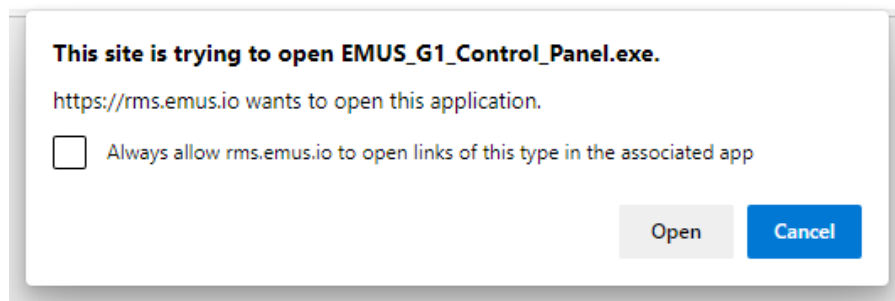 This site is trying to open EMUS_G1_Control_Panel.exe.
https://rms.emus.io wants to open this application.
Always allow rms.emus.io to open links of this type in the associated app
Open Cancel